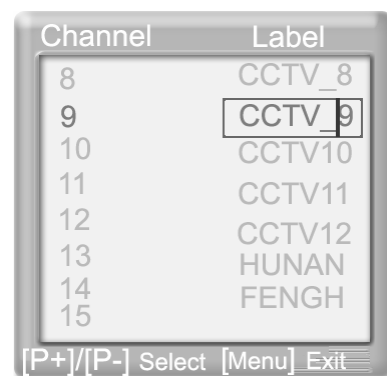 Channel Label
8 CCTV_8
9 CCTV_9
10 CCTV10
11 CCTV11
12 CCTV12
13 HUNAN
14 FENGH
15
[P+]/[P-] Select [Menu] Exit